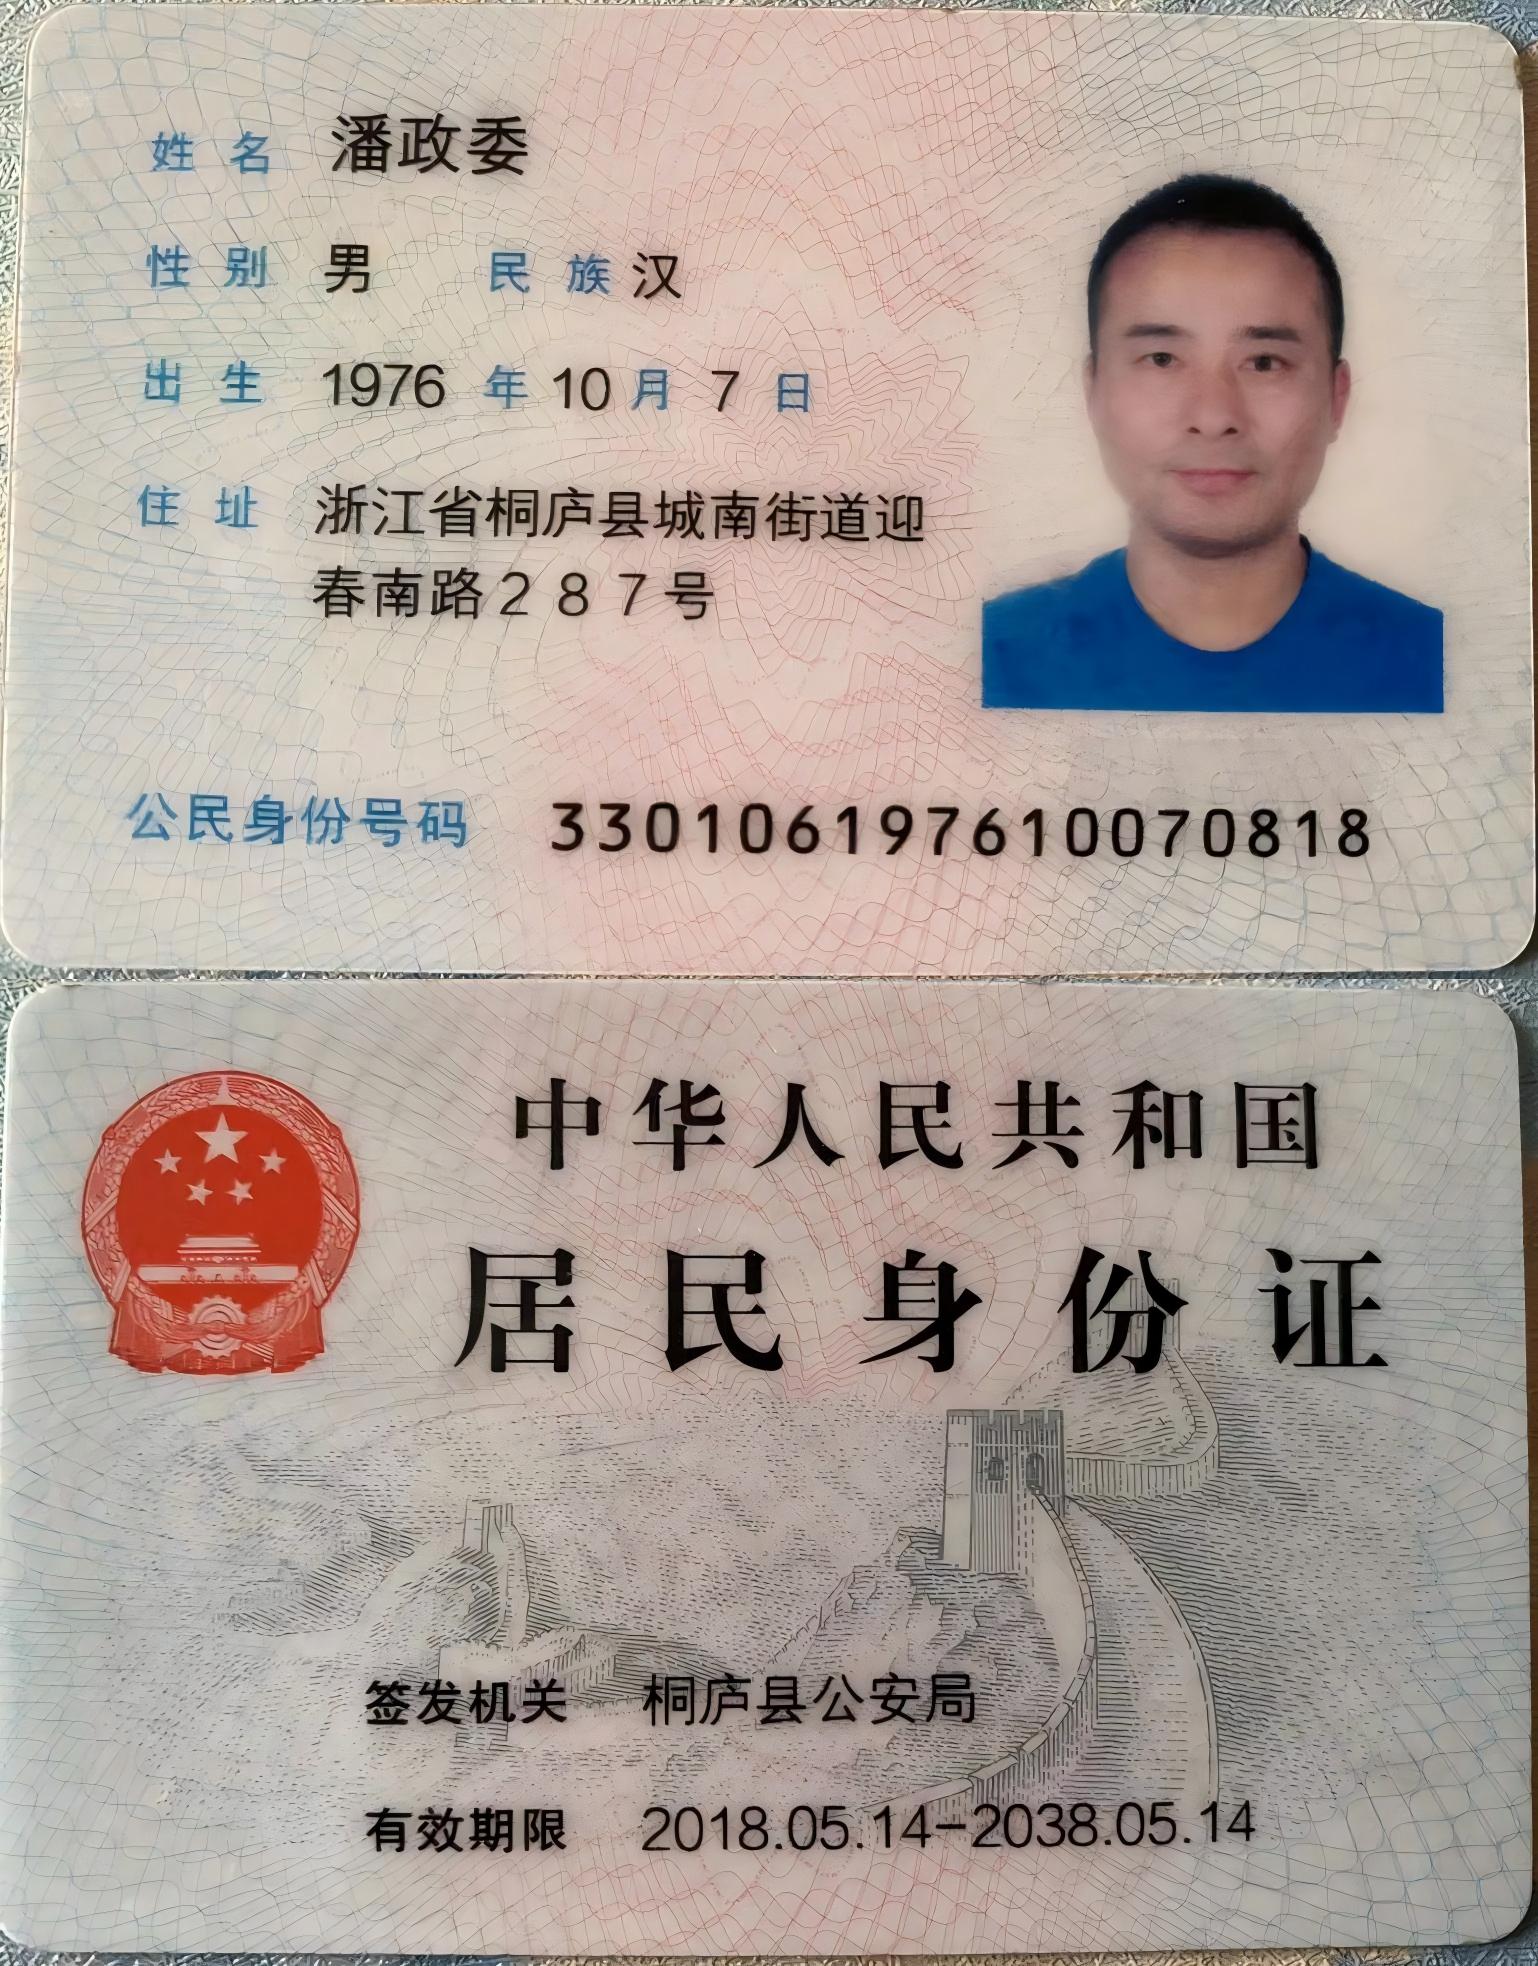 姓名 潘政委
性别 男 民族 汉
出生 1976 年 10 月 7 日
住址 浙江省桐庐县城南街道迎
春南路２８７号
公民身份号码 330106197610070818
中华人民共和国
居民身份证
签发机关 桐庐县公安局
有效期限 2018.05.14-2038.05.14